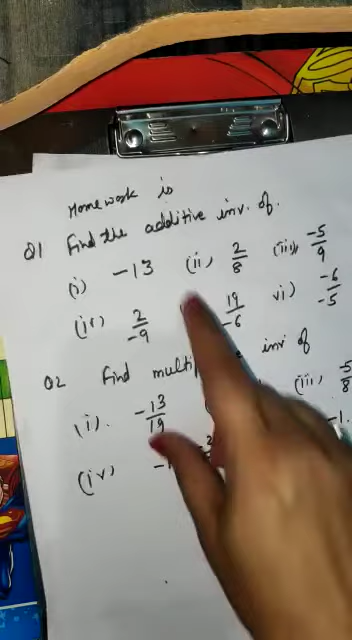 Homework is
Q1 Find the additive inv. of.
(i) -13 (ii) 2/8 (iii) -5/9
(iv) 2/-9 19/-6 vi) -6/-5
Q2 Find inv of
(i). -13/19 (iii) -5/8
(iv) -1.